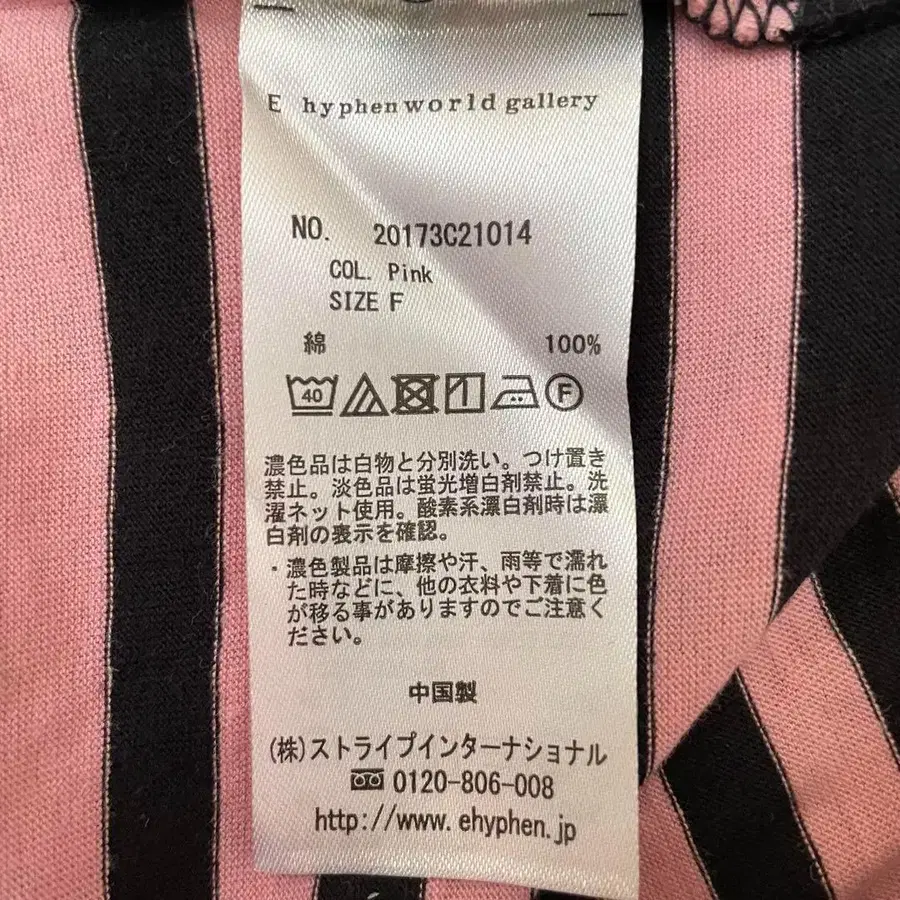 E hyphen world gallery
NO. 20173C21014
COL. Pink
SIZE F
綿 100%
40 F
濃色品は白物と分別洗い。つけ置き
禁止。淡色品は蛍光増白剤禁止。洗
濯ネット使用。酸素系漂白剤時は漂
白剤の表示を確認。
・濃色製品は摩擦や汗、雨等で濡れ
た時などに、他の衣料や下着に色
が移る事がありますのでご注意く
ださい。
中国製
(株)ストライプインターナショナル
0120-806-008
http://www.ehyphen.jp